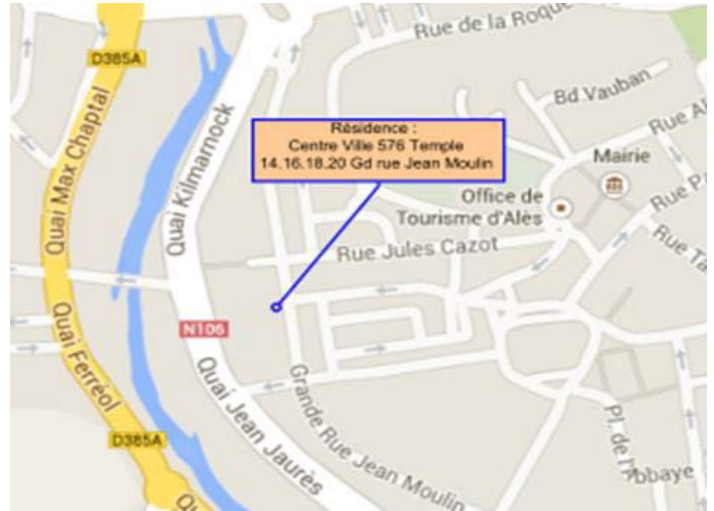 Rue de la Roque
D385A
Bd Vauban
Quai Max Chaptal
Quai Kilmarnock
Résidence :
Centre Ville 576 Temple
14.16.18.20 Gd rue Jean Moulin
Rue Al
Mairie
Office de
Tourisme d'Alès
Rue Pa
Rue Jules Cazot
Rue Ta
N106
Quai Ferréol
Quai Jean Jaurès
Grande Rue Jean Moulin
Pl. de l'Abbaye
D385A
Qu